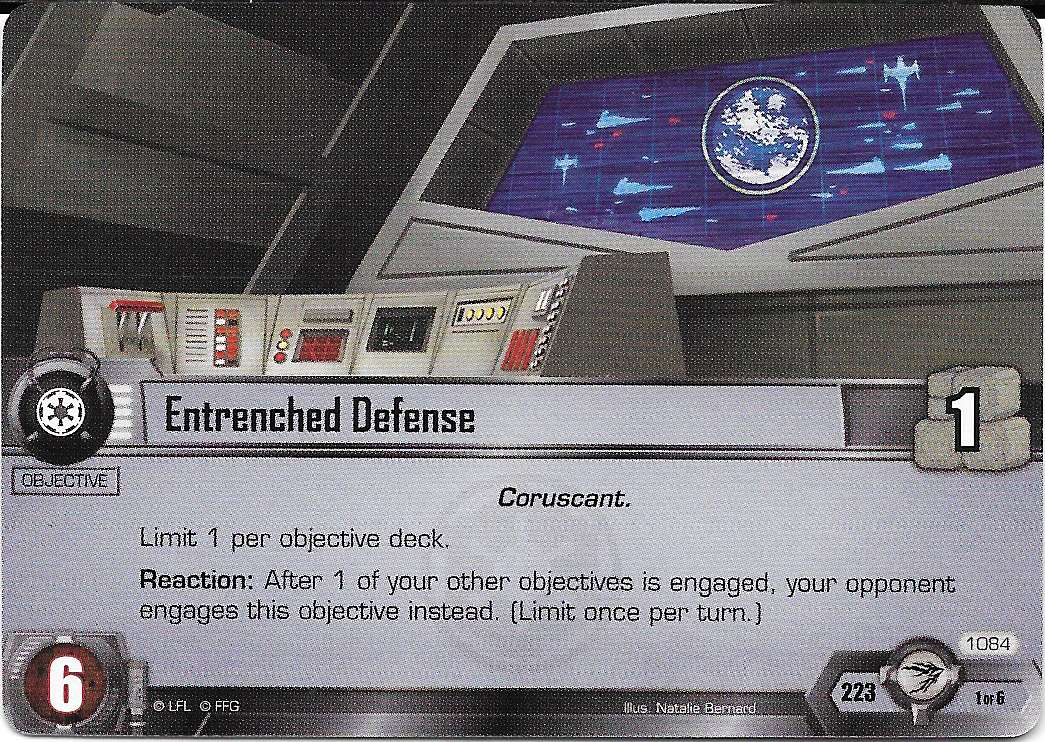 Entrenched Defense
1
OBJECTIVE
Coruscant.
Limit 1 per objective deck.
Reaction: After 1 of your other objectives is engaged, your opponent
engages this objective instead. (Limit once per turn.)
6
© LFL © FFG
Illus. Natalie Bernard
223
1084
1 OF 6